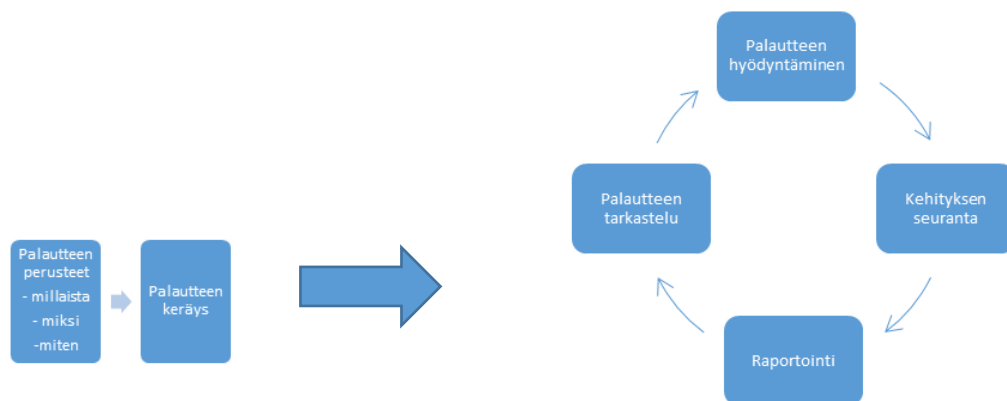 Palautteen
perusteet
- millaista
- miksi
-miten
Palautteen
keräys
Palautteen
hyödyntäminen
Kehityksen
seuranta
Raportointi
Palautteen
tarkastelu